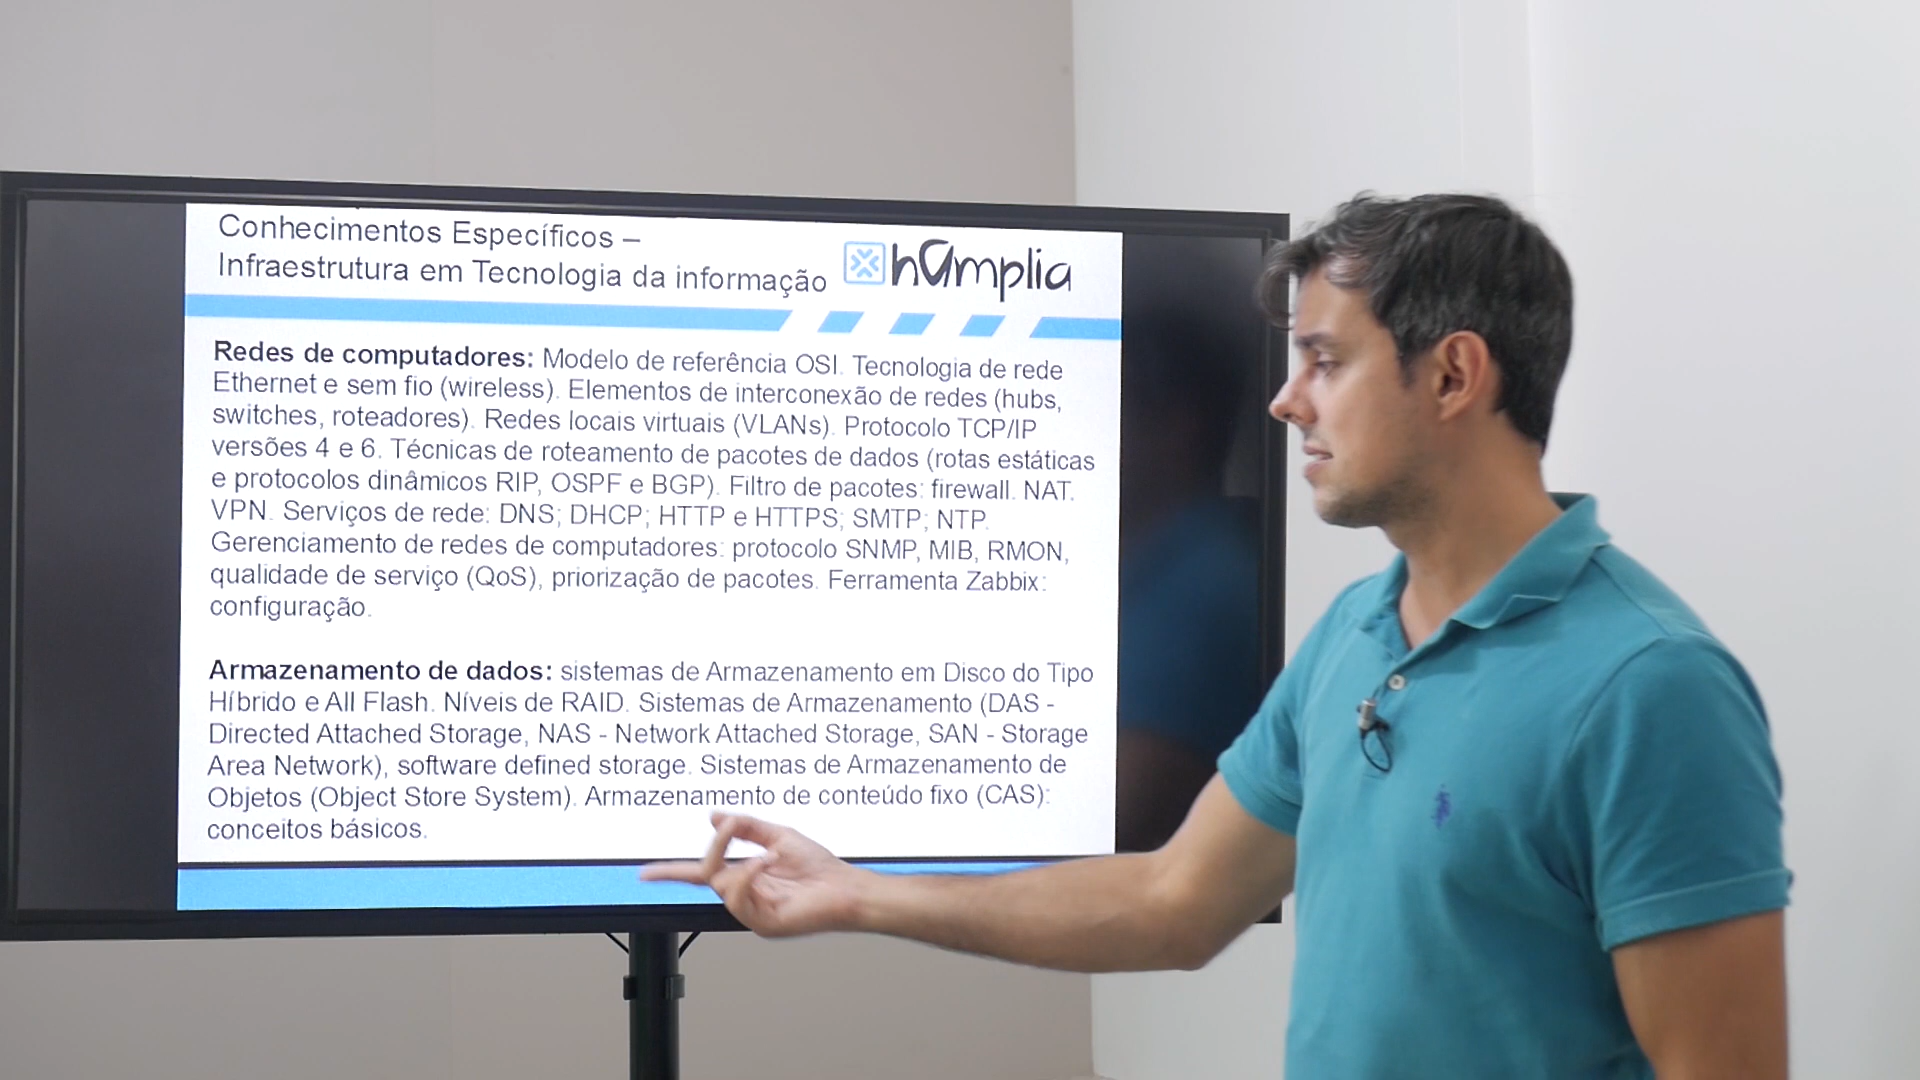 Conhecimentos Específicos –
Infraestrutura em Tecnologia da informação
hamplia
Redes de computadores: Modelo de referência OSI. Tecnologia de rede
Ethernet e sem fio (wireless). Elementos de interconexão de redes (hubs,
switches, roteadores). Redes locais virtuais (VLANs). Protocolo TCP/IP
versões 4 e 6. Técnicas de roteamento de pacotes de dados (rotas estáticas
e protocolos dinâmicos RIP, OSPF e BGP). Filtro de pacotes: firewall. NAT.
VPN. Serviços de rede: DNS; DHCP; HTTP e HTTPS; SMTP; NTP.
Gerenciamento de redes de computadores: protocolo SNMP, MIB, RMON,
qualidade de serviço (QoS), priorização de pacotes. Ferramenta Zabbix:
configuração.
Armazenamento de dados: sistemas de Armazenamento em Disco do Tipo
Híbrido e All Flash. Níveis de RAID. Sistemas de Armazenamento (DAS -
Directed Attached Storage, NAS - Network Attached Storage, SAN - Storage
Area Network), software defined storage. Sistemas de Armazenamento de
Objetos (Object Store System). Armazenamento de conteúdo fixo (CAS):
conceitos básicos.